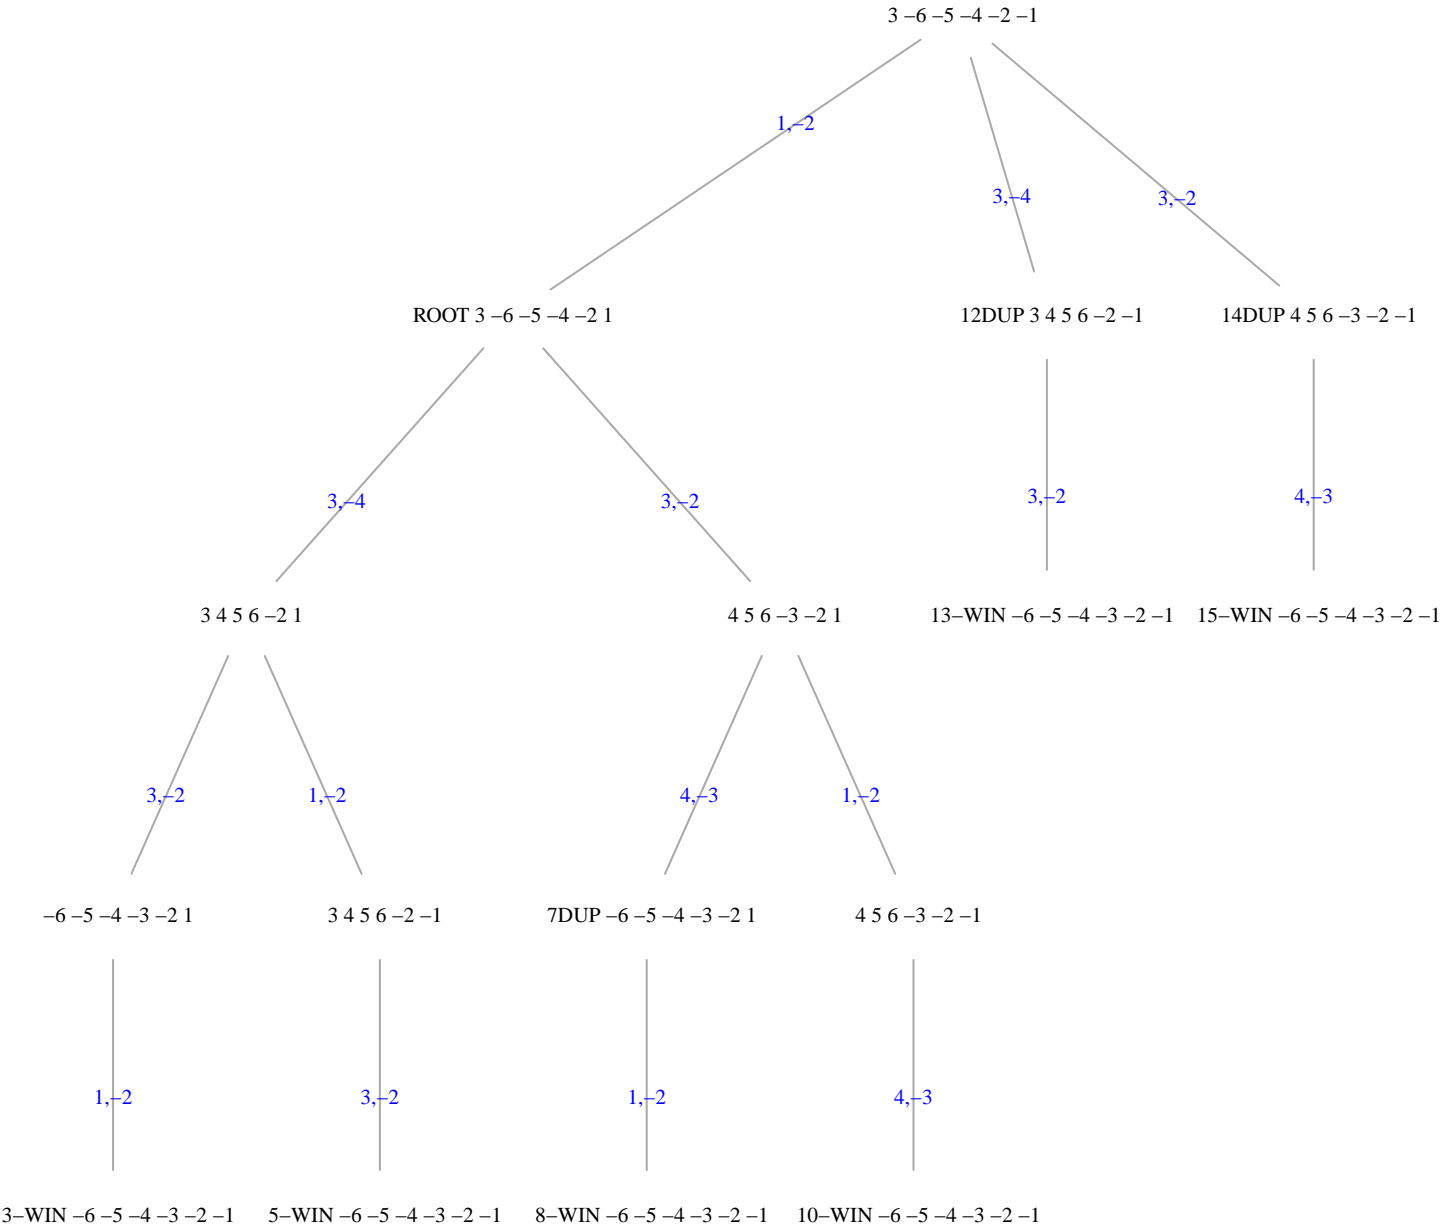 3 –6 –5 –4 –2 –1
1,–2
3,–4
3,–2
ROOT 3 –6 –5 –4 –2 1
12DUP 3 4 5 6 –2 –1
14DUP 4 5 6 –3 –2 –1
3,–4
3,–2
3,–2
4,–3
3 4 5 6 –2 1
4 5 6 –3 –2 1
13–WIN –6 –5 –4 –3 –2 –1
15–WIN –6 –5 –4 –3 –2 –1
3,–2
1,–2
4,–3
1,–2
–6 –5 –4 –3 –2 1
3 4 5 6 –2 –1
7DUP –6 –5 –4 –3 –2 1
4 5 6 –3 –2 –1
1,–2
3,–2
1,–2
4,–3
3–WIN –6 –5 –4 –3 –2 –1
5–WIN –6 –5 –4 –3 –2 –1
8–WIN –6 –5 –4 –3 –2 –1
10–WIN –6 –5 –4 –3 –2 –1